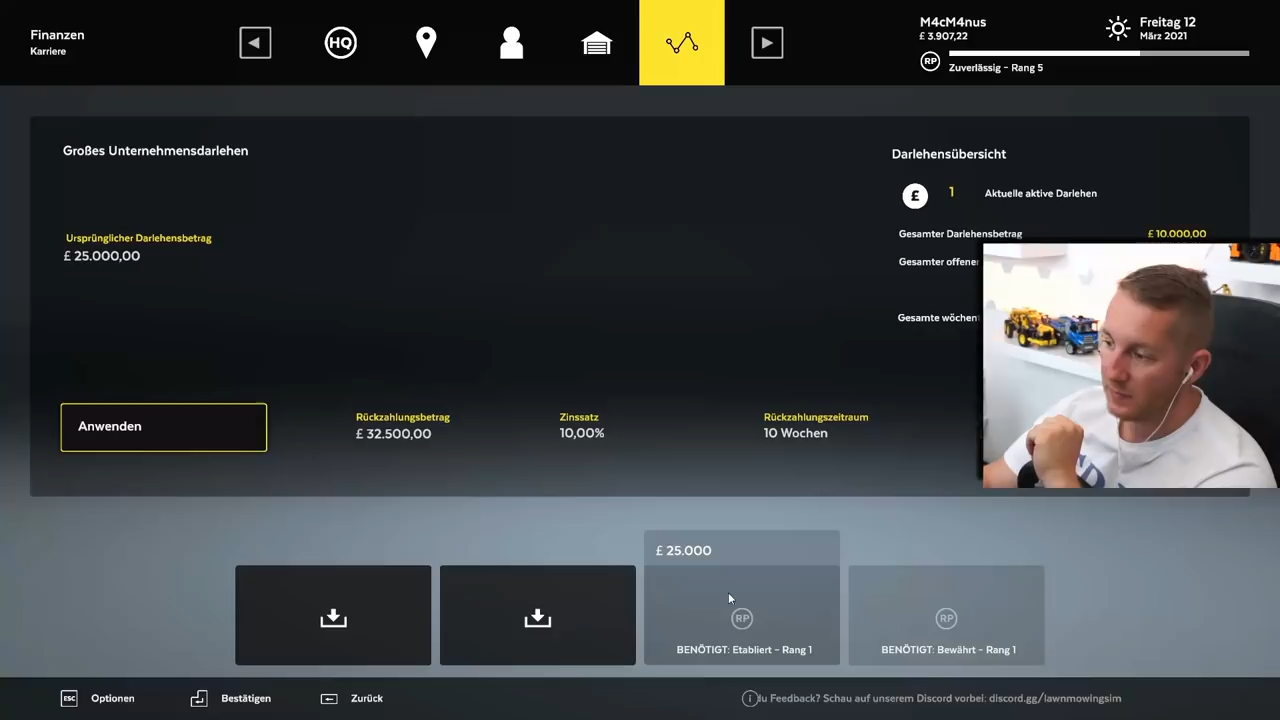 Finanzen
Karriere
HQ
M4cM4nus
£ 3.907,22
Freitag 12
März 2021
RP
Zuverlässig - Rang 5
Großes Unternehmensdarlehen
Ursprünglicher Darlehensbetrag
£ 25.000,00
Anwenden
Rückzahlungsbetrag
£ 32.500,00
Zinssatz
10,00%
Rückzahlungszeitraum
10 Wochen
Darlehensübersicht
£
1
Aktuelle aktive Darlehen
Gesamter Darlehensbetrag
£ 10.000,00
Gesamter offener
Gesamte wöchent
£ 25.000
RP
BENÖTIGT: Etabliert - Rang 1
RP
BENÖTIGT: Bewährt - Rang 1
ESC
Optionen
Bestätigen
Zurück
du Feedback? Schau auf unserem Discord vorbei: discord.gg/lawnmowingsim